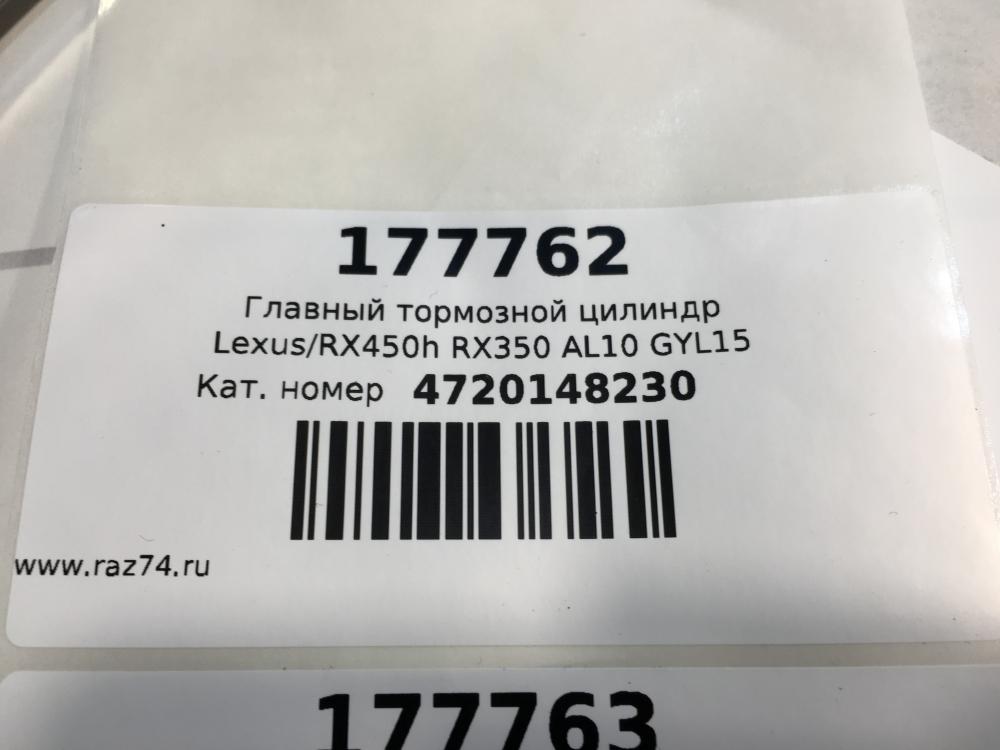 177762
Главный тормозной цилиндр
Lexus/RX450h RX350 AL10 GYL15
Кат. номер 4720148230
www.raz74.ru
177763